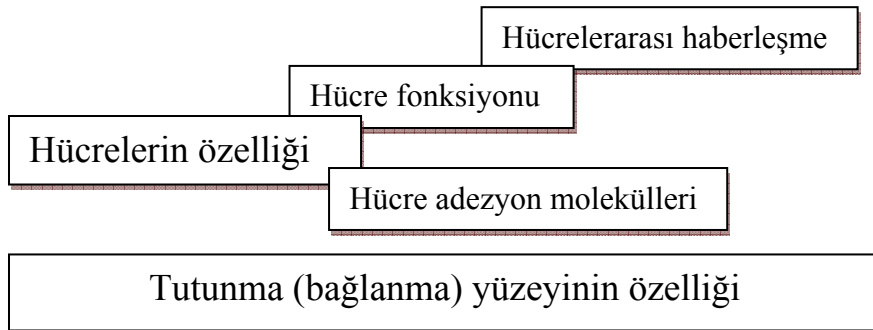 Hücrelerarası haberleşme
Hücre fonksiyonu
Hücrelerin özelliği
Hücre adezyon molekülleri
Tutunma (bağlanma) yüzeyinin özelliği